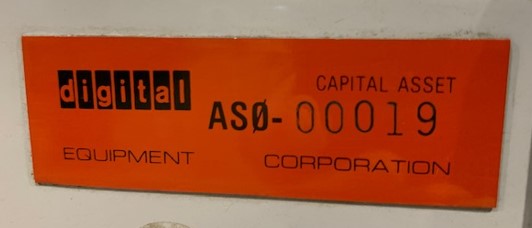 digital
CAPITAL ASSET
ASØ-00019
EQUIPMENT CORPORATION